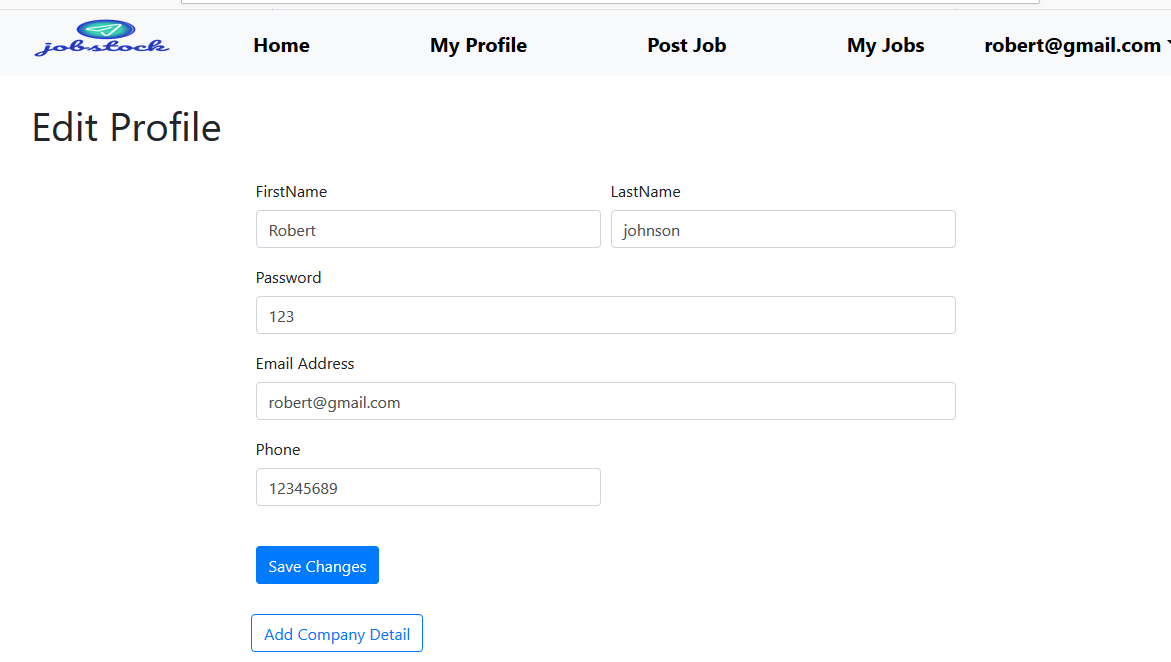 jobstock
Home My Profile Post Job My Jobs robert@gmail.com
Edit Profile
FirstName LastName
Robert johnson
Password
123
Email Address
robert@gmail.com
Phone
12345689
Save Changes
Add Company Detail